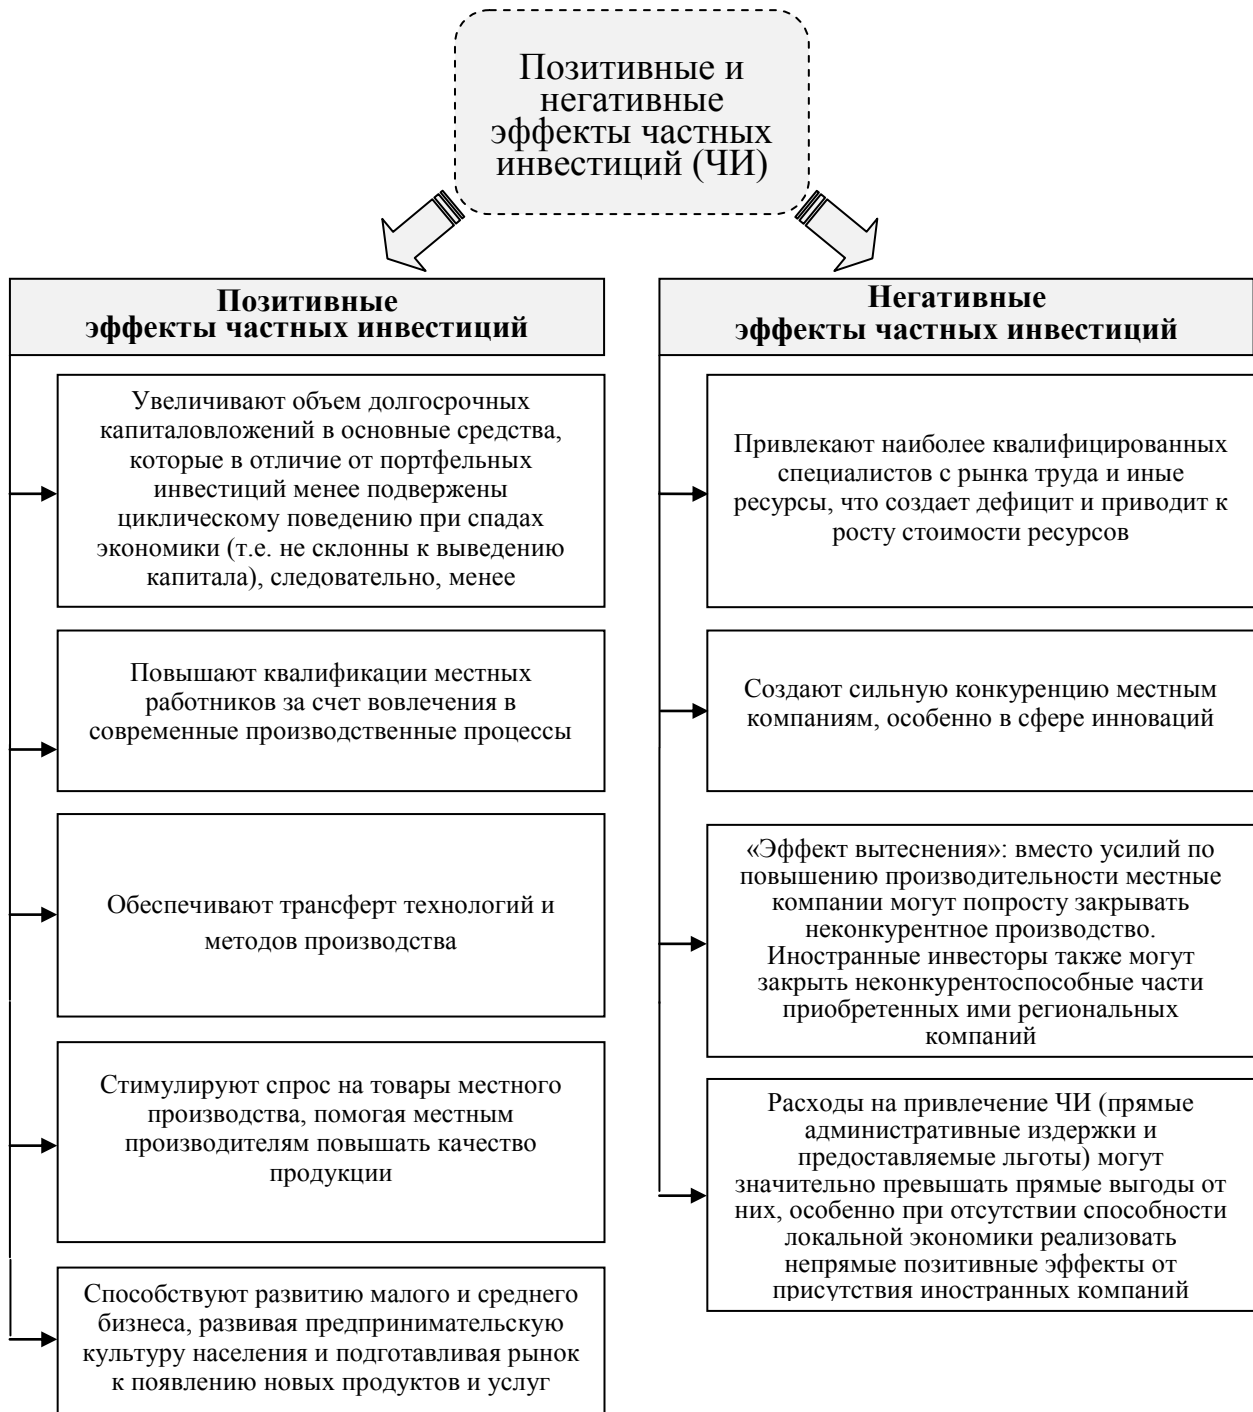 Позитивные и
негативные
эффекты частных
инвестиций (ЧИ)
Позитивные
эффекты частных инвестиций
Увеличивают объем долгосрочных
капиталовложений в основные средства,
которые в отличие от портфельных
инвестиций менее подвержены
циклическому поведению при спадах
экономики (т.е. не склонны к выведению
капитала), следовательно, менее
Повышают квалификации местных
работников за счет вовлечения в
современные производственные процессы
Обеспечивают трансферт технологий и
методов производства
Стимулируют спрос на товары местного
производства, помогая местным
производителям повышать качество
продукции
Способствуют развитию малого и среднего
бизнеса, развивая предпринимательскую
культуру населения и подготавливая рынок
к появлению новых продуктов и услуг
Негативные
эффекты частных инвестиций
Привлекают наиболее квалифицированных
специалистов с рынка труда и иные
ресурсы, что создает дефицит и приводит к
росту стоимости ресурсов
Создают сильную конкуренцию местным
компаниям, особенно в сфере инноваций
«Эффект вытеснения»: вместо усилий по
повышению производительности местные
компании могут попросту закрывать
неконкурентное производство.
Иностранные инвесторы также могут
закрыть неконкурентоспособные части
приобретенных ими региональных
компаний
Расходы на привлечение ЧИ (прямые
административные издержки и
предоставляемые льготы) могут
значительно превышать прямые выгоды от
них, особенно при отсутствии способности
локальной экономики реализовать
непрямые позитивные эффекты от
присутствия иностранных компаний